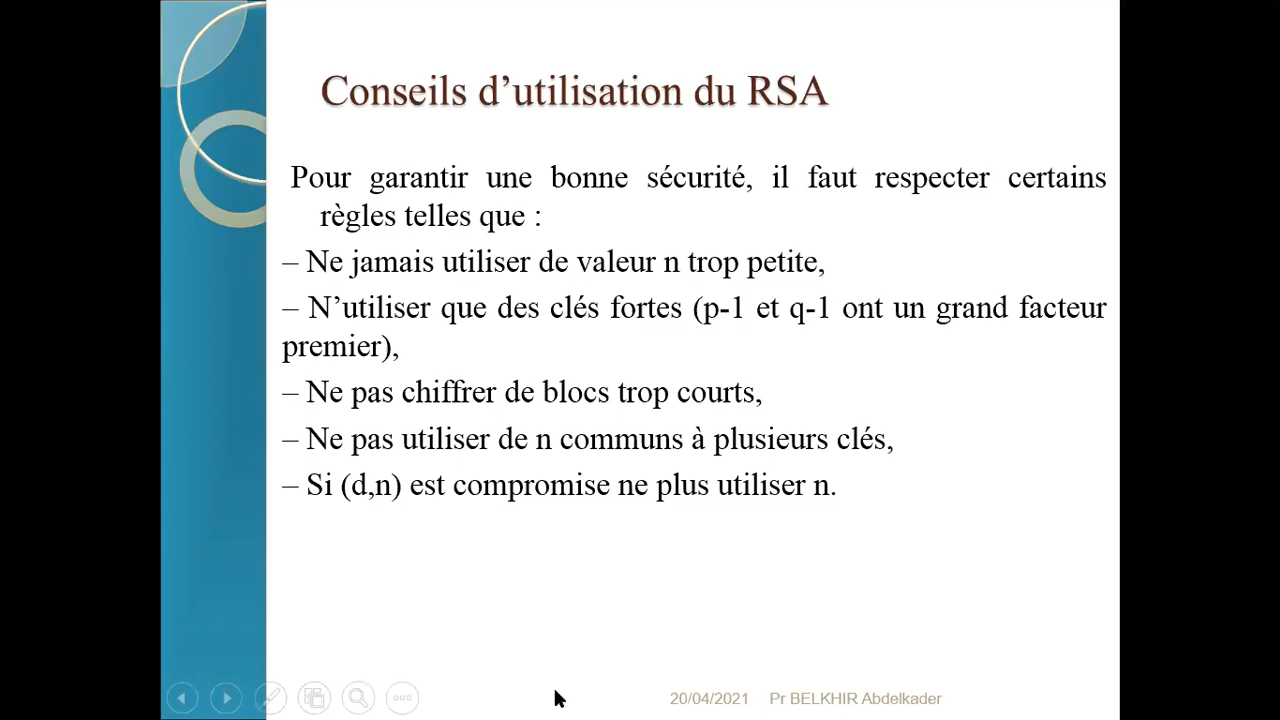 Conseils d’utilisation du RSA
Pour garantir une bonne sécurité, il faut respecter certains
règles telles que :
– Ne jamais utiliser de valeur n trop petite,
– N’utiliser que des clés fortes (p-1 et q-1 ont un grand facteur
premier),
– Ne pas chiffrer de blocs trop courts,
– Ne pas utiliser de n communs à plusieurs clés,
– Si (d,n) est compromise ne plus utiliser n.
20/04/2021 Pr BELKHIR Abdelkader